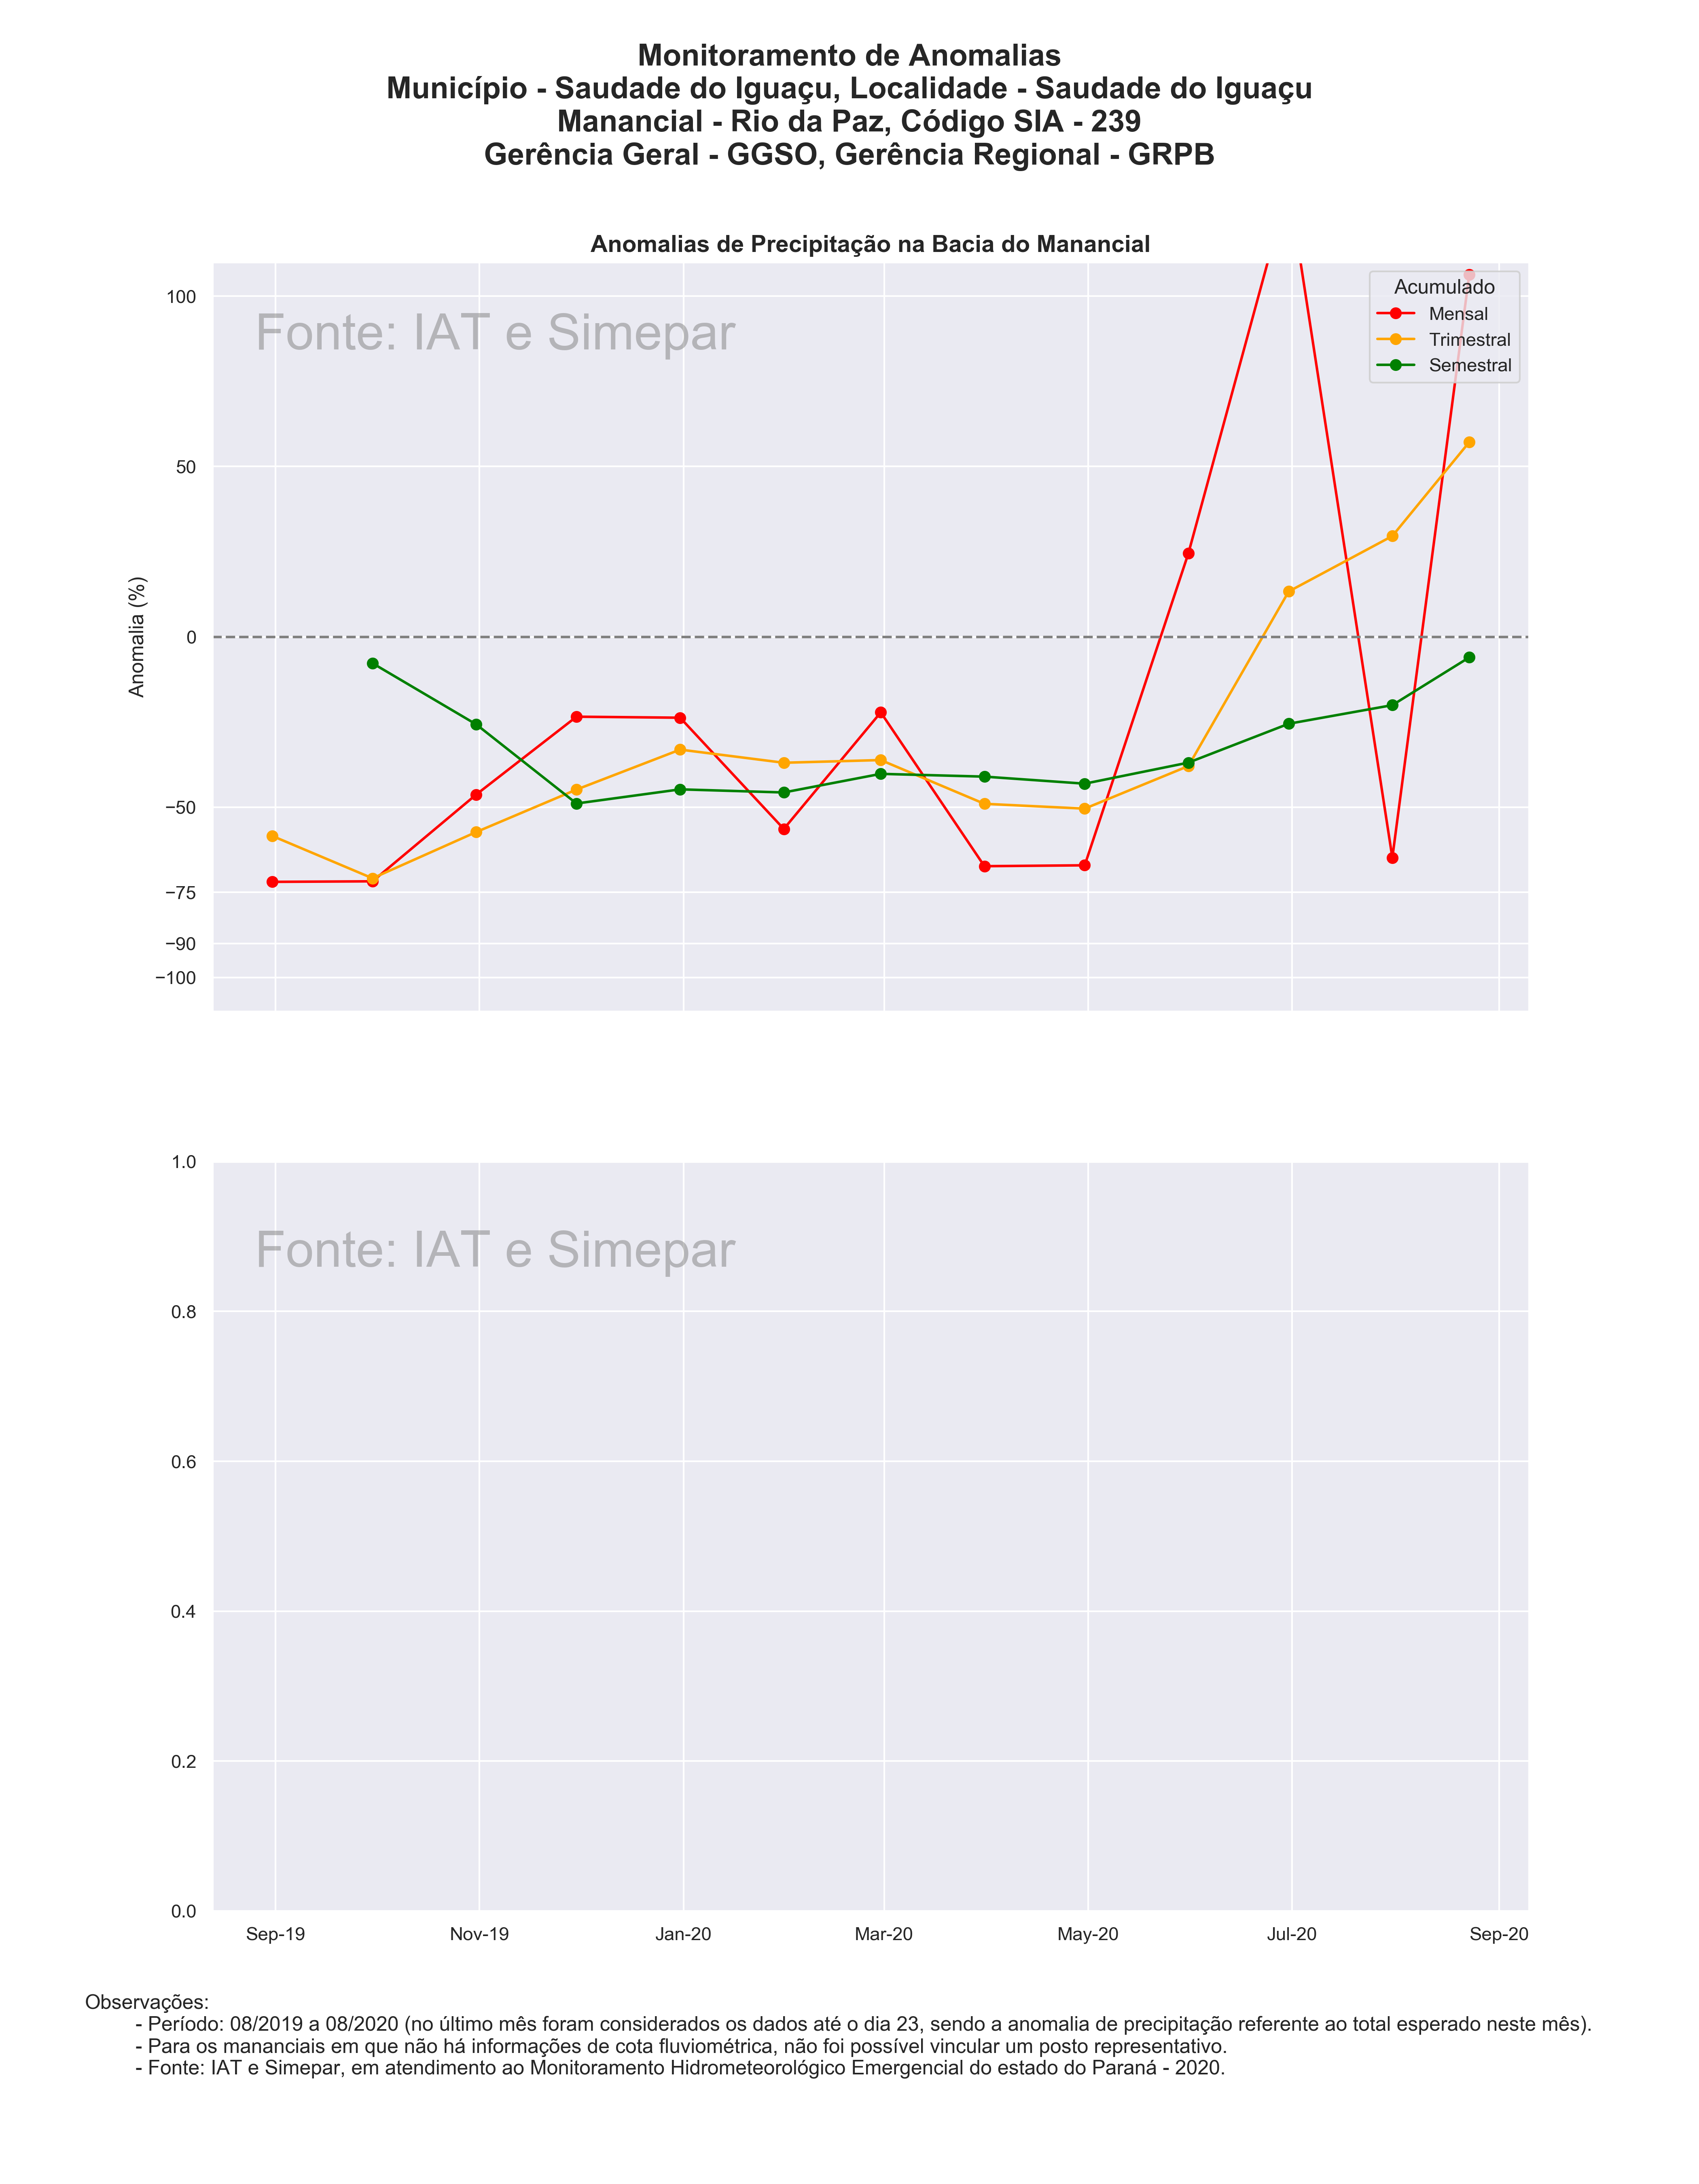 Monitoramento de Anomalias
Município - Saudade do Iguaçu, Localidade - Saudade do Iguaçu
Manancial - Rio da Paz, Código SIA - 239
Gerência Geral - GGSO, Gerência Regional - GRPB
Anomalias de Precipitação na Bacia do Manancial
Fonte: IAT e Simepar
Acumulado
Mensal
Trimestral
Semestral
Anomalia (%)
100
50
0
−50
−75
−90
−100
Fonte: IAT e Simepar
1.0
0.8
0.6
0.4
0.2
0.0
Sep-19 Nov-19 Jan-20 Mar-20 May-20 Jul-20 Sep-20
Observações:
- Período: 08/2019 a 08/2020 (no último mês foram considerados os dados até o dia 23, sendo a anomalia de precipitação referente ao total esperado neste mês).
- Para os mananciais em que não há informações de cota fluviométrica, não foi possível vincular um posto representativo.
- Fonte: IAT e Simepar, em atendimento ao Monitoramento Hidrometeorológico Emergencial do estado do Paraná - 2020.